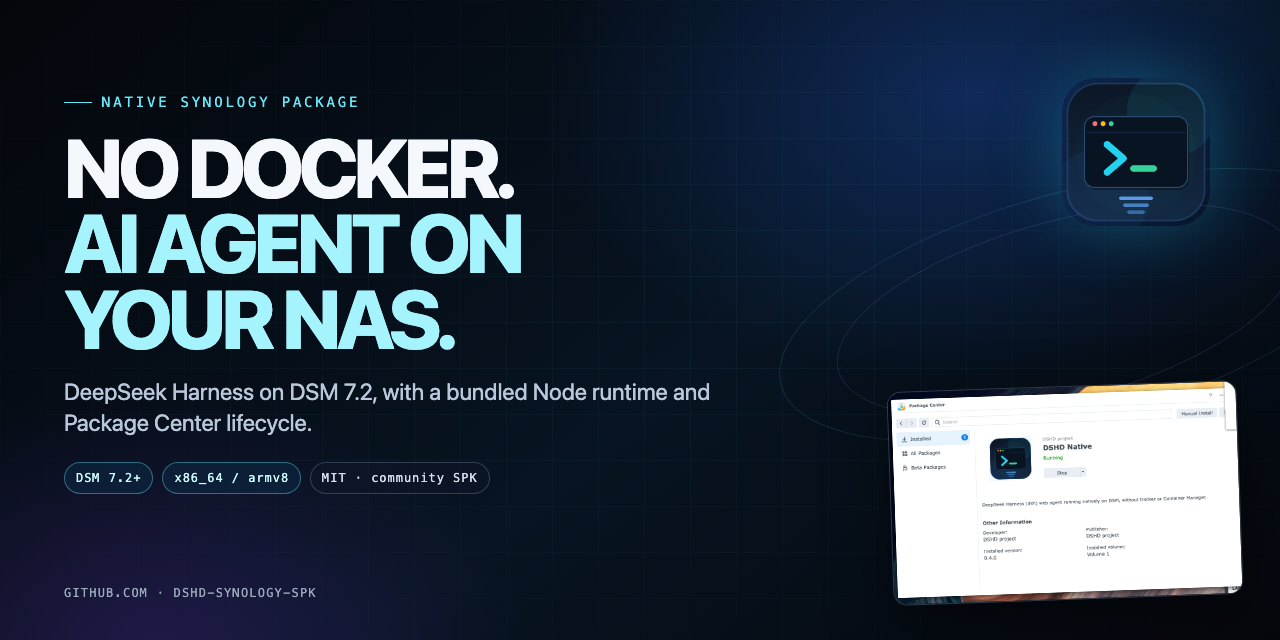 NATIVE SYNOLOGY PACKAGE
NO DOCKER.
AI AGENT ON
YOUR NAS.
DeepSeek Harness on DSM 7.2, with a bundled Node runtime and
Package Center lifecycle.
DSM 7.2+
x86_64 / armv8
MIT · community SPK
GITHUB.COM · DSHD-SYNOLOGY-SPK
Package Center
Search
Manual Install
Installed
All Packages
Beta Packages
DSHD project
DSHD Native
Running
Stop
DeepSeek Harness (dsh) web agent running natively on DSM, without Docker or Container Manager.
Other Information
Developer:
DSHD project
Publisher:
DSHD project
Installed version:
0.4.0
Installed volume:
Volume 1